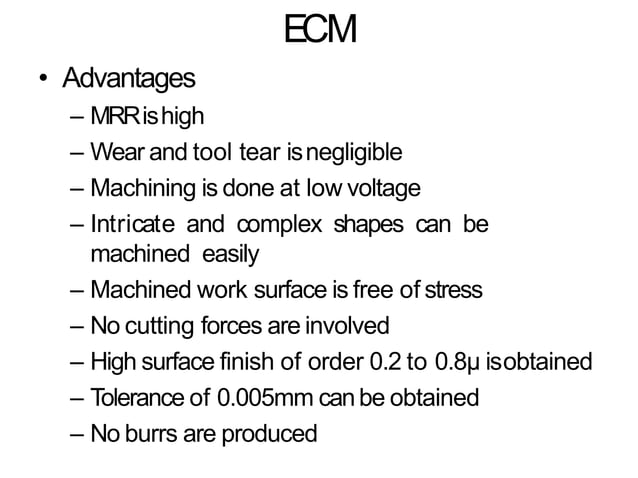 ECM
• Advantages
– MRR is high
– Wear and tool tear is negligible
– Machining is done at low voltage
– Intricate and complex shapes can be
machined easily
– Machined work surface is free of stress
– No cutting forces are involved
– High surface finish of order 0.2 to 0.8μ is obtained
– Tolerance of 0.005mm can be obtained
– No burrs are produced